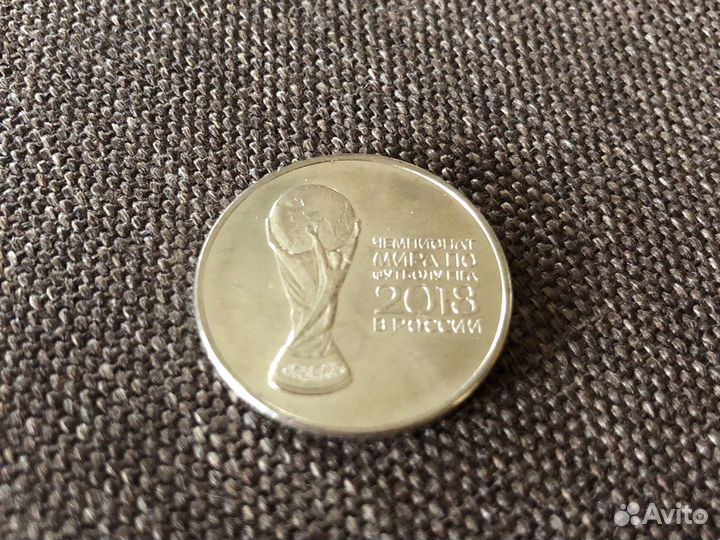 ЧЕМПИОНАТ
МИРА ПО
ФУТБОЛУ FIFA
2018
В РОССИИ
Avito